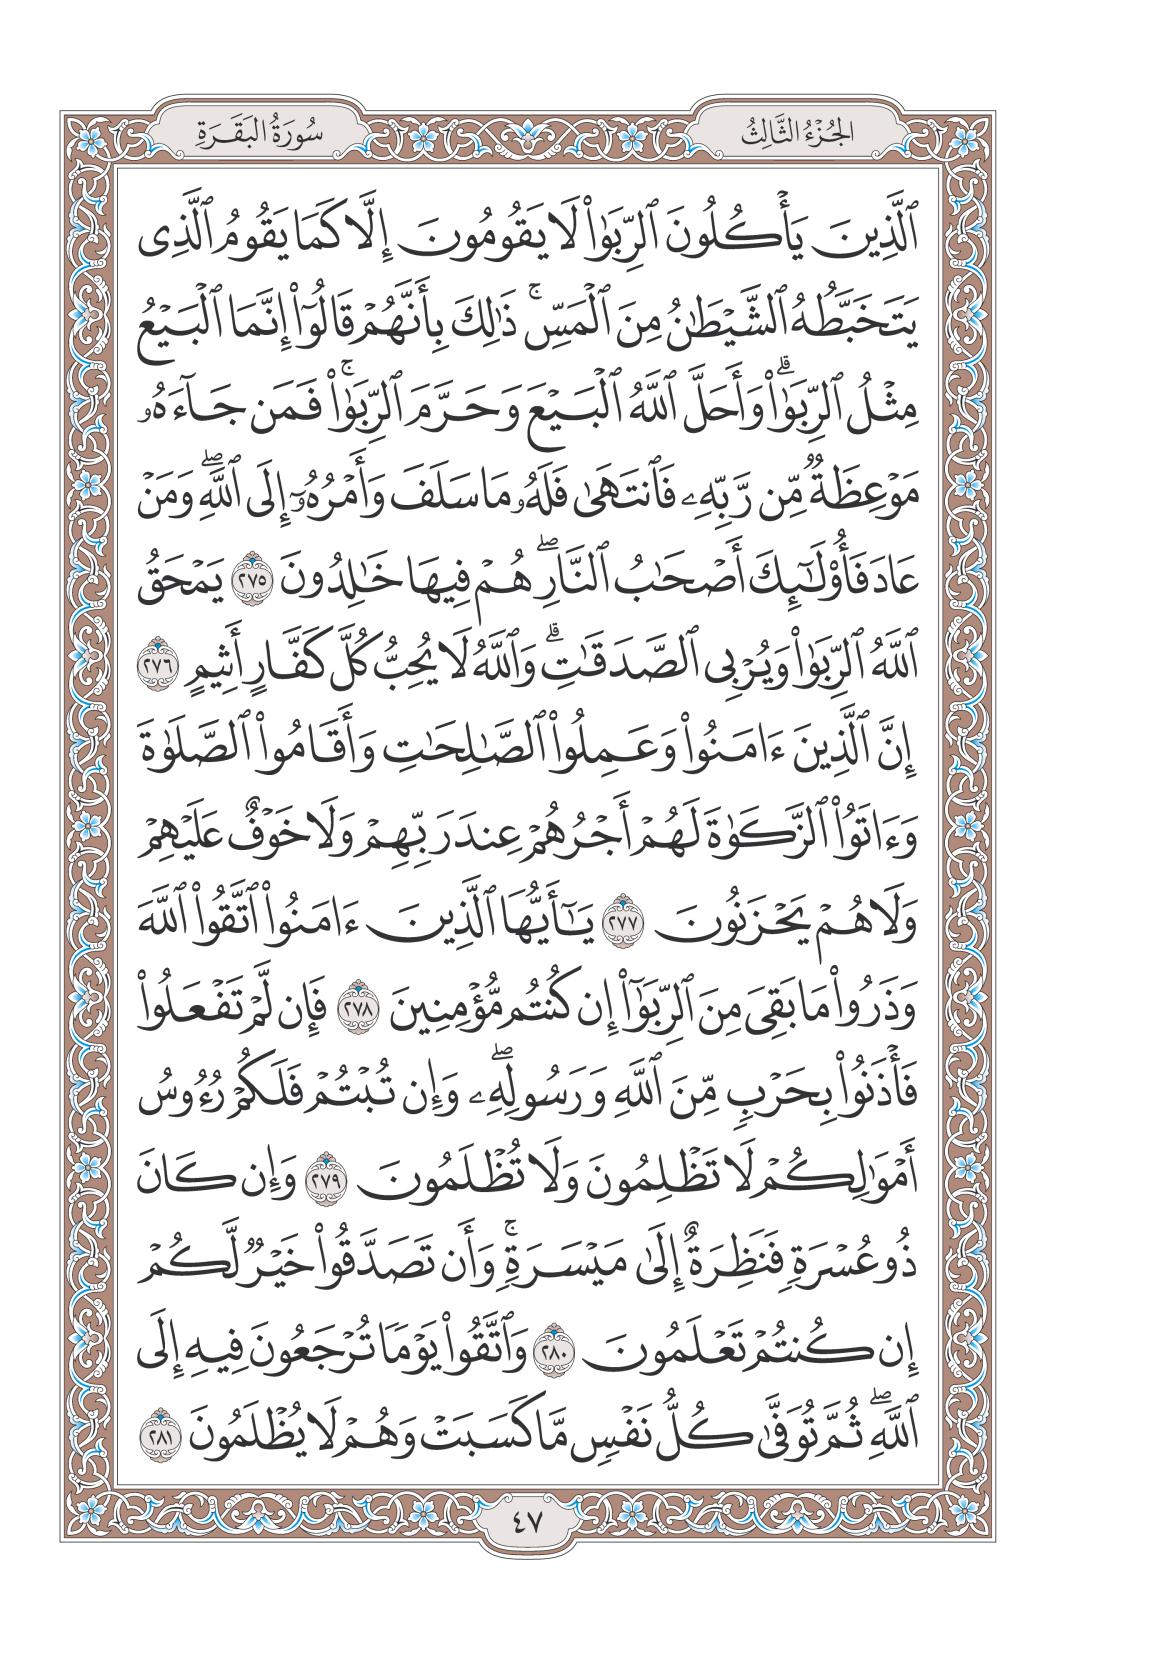 الجُزْءُ الثَّالِثُ
سُورَةُ البَقَرَةِ
ٱلَّذِينَ يَأۡكُلُونَ ٱلرِّبَوٰاْ لَا يَقُومُونَ إِلَّا كَمَا يَقُومُ ٱلَّذِي
يَتَخَبَّطُهُ ٱلشَّيۡطَٰنُ مِنَ ٱلۡمَسِّۚ ذَٰلِكَ بِأَنَّهُمۡ قَالُوٓاْ إِنَّمَا ٱلۡبَيۡعُ
مِثۡلُ ٱلرِّبَوٰاْۗ وَأَحَلَّ ٱللَّهُ ٱلۡبَيۡعَ وَحَرَّمَ ٱلرِّبَوٰاْۚ فَمَن جَآءَهُۥ
مَوۡعِظَةٞ مِّن رَّبِّهِۦ فَٱنتَهَىٰ فَلَهُۥ مَا سَلَفَ وَأَمۡرُهُۥٓ إِلَى ٱللَّهِۖ وَمَنۡ
عَادَ فَأُوْلَٰٓئِكَ أَصۡحَٰبُ ٱلنَّارِۖ هُمۡ فِيهَا خَٰلِدُونَ ٢٧٥ يَمۡحَقُ
ٱللَّهُ ٱلرِّبَوٰاْ وَيُرۡبِي ٱلصَّدَقَٰتِۗ وَٱللَّهُ لَا يُحِبُّ كُلَّ كَفَّارٍ أَثِيمٍ ٢٧٦
إِنَّ ٱلَّذِينَ ءَامَنُواْ وَعَمِلُواْ ٱلصَّٰلِحَٰتِ وَأَقَامُواْ ٱلصَّلَوٰةَ
وَءَاتَوُاْ ٱلزَّكَوٰةَ لَهُمۡ أَجۡرُهُمۡ عِندَ رَبِّهِمۡ وَلَا خَوۡفٌ عَلَيۡهِمۡ
وَلَا هُمۡ يَحۡزَنُونَ ٢٧٧ يَٰٓأَيُّهَا ٱلَّذِينَ ءَامَنُواْ ٱتَّقُواْ ٱللَّهَ
وَذَرُواْ مَا بَقِيَ مِنَ ٱلرِّبَوٰٓاْ إِن كُنتُم مُّؤۡمِنِينَ ٢٧٨ فَإِن لَّمۡ تَفۡعَلُواْ
فَأۡذَنُواْ بِحَرۡبٖ مِّنَ ٱللَّهِ وَرَسُولِهِۦۖ وَإِن تُبۡتُمۡ فَلَكُمۡ رُءُوسُ
أَمۡوَٰلِكُمۡ لَا تَظۡلِمُونَ وَلَا تُظۡلَمُونَ ٢٧٩ وَإِن كَانَ
ذُو عُسۡرَةٖ فَنَظِرَةٌ إِلَىٰ مَيۡسَرَةٖۚ وَأَن تَصَدَّقُواْ خَيۡرٞ لَّكُمۡ
إِن كُنتُمۡ تَعۡلَمُونَ ٢٨٠ وَٱتَّقُواْ يَوۡمٗا تُرۡجَعُونَ فِيهِ إِلَى
ٱللَّهِۖ ثُمَّ تُوَفَّىٰ كُلُّ نَفۡسٖ مَّا كَسَبَتۡ وَهُمۡ لَا يُظۡلَمُونَ ٢٨١
٤٧